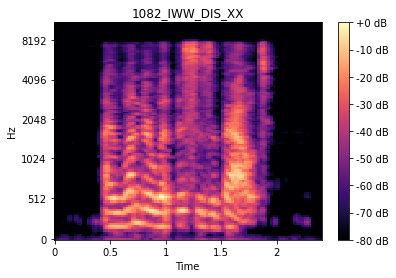 1082_IWW_DIS_XX
8192
4096
2048
1024
512
0
Hz
0
0.5
1
1.5
2
Time
+0 dB
-10 dB
-20 dB
-30 dB
-40 dB
-50 dB
-60 dB
-70 dB
-80 dB